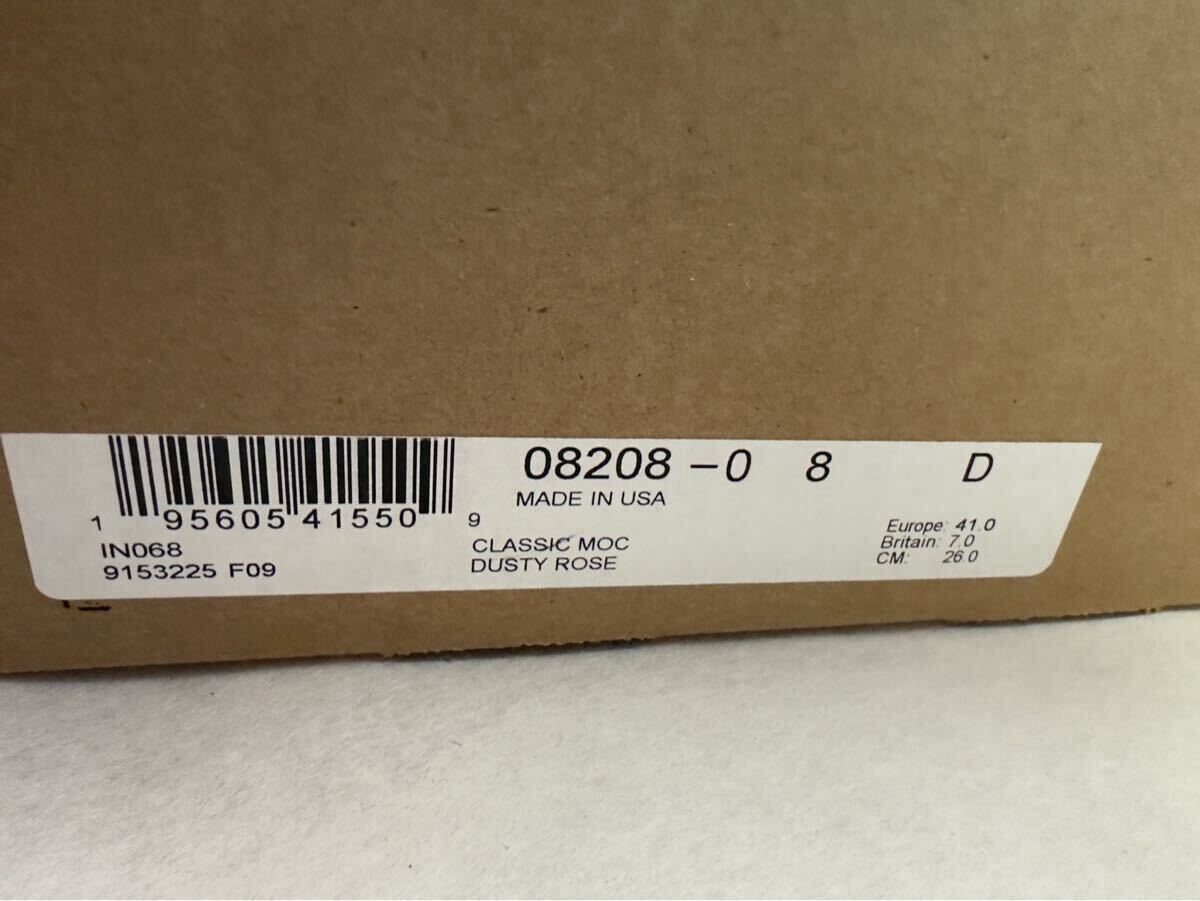 1 95605 41550 9
IN068
9153225 F09
08208-0 8 D
MADE IN USA
CLASSIC MOC
DUSTY ROSE
Europe: 41.0
Britain: 7.0
CM: 26.0